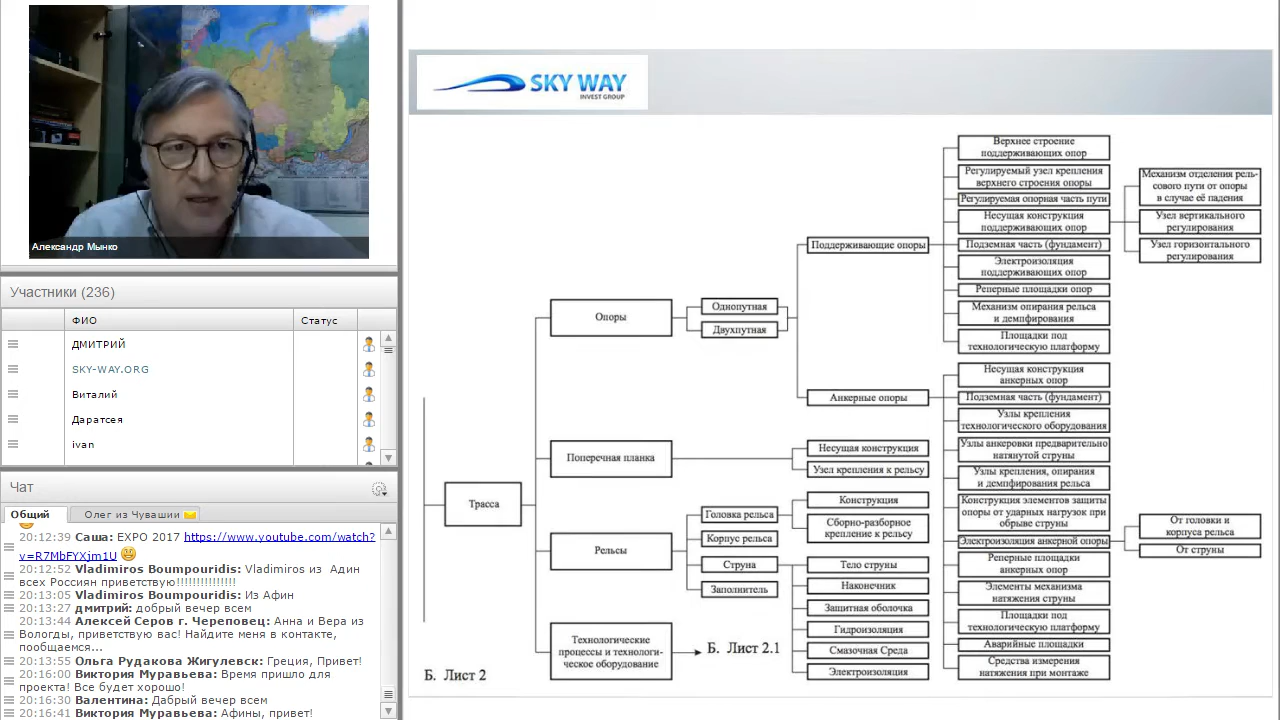 Александр Мынко
Участники (236)
ФИО
Статус
ДМИТРИЙ
SKY-WAY.ORG
Виталий
Даратсея
ivan
Чат
Общий
Олег из Чувашии
20:12:39 Саша: ÉXPO 2017 https://www.youtube.com/watch?
v=R7MbFYXjm1U
20:12:52 Vladimiros Boumpouridis: Vladimiros из Адин,
всех Россиян приветствую!!!!!!!!!!!!!!!!
20:13:05 Vladimiros Boumpouridis: Из Афин
20:13:27 дмитрий: добрый вечер всем
20:13:44 Алексей Серов г. Череповец: Анна игара из
Вологды, приветствую вас! Найдите меня в контакте,
пообщаемся...
20:13:55 Ольга Рудакова Жигулевск: Греция, Привет!
20:16:00 Виктория Муравьева: Время пришло для
проекта! Все будет хорошо!
20:16:30 Валентина: Дабрый вечер всем
20:16:41 Виктория Муравьева: Афины, привет!
SKY WAY
INVEST GROUP
Трасса
Б. Лист 2
Опоры
Однопутная
Двухпутная
Поддерживающие опоры
Верхнее строение
поддерживающих опор
Регулируемый узел крепления
верхнего строения опоры
Регулируемая опорная часть пути
Несущая конструкция
поддерживающих опор
Механизм отделения рель-
сового пути от опоры
в случае её падения
Узел вертикального
регулирования
Узел горизонтального
регулирования
Подземная часть (фундамент)
Электроизоляция
поддерживающих опор
Реперные площадки опор
Механизм опирания рельса
и демпфирования
Площадки под
технологическую платформу
Анкерные опоры
Несущая конструкция
анкерных опор
Подземная часть (фундамент)
Узлы крепления
технологического оборудования
Узлы анкеровки предварительно
натянутой струны
Узлы крепления, опирания
и демпфирования рельса
Конструкция элементов защиты
опоры от ударных нагрузок при
обрыве струны
Электроизоляция анкерной опоры
От головки и
корпуса рельса
От струны
Реперные площадки
анкерных опор
Элементы механизма
натяжения струны
Площадки под
технологическую платформу
Аварийные площадки
Средства измерения
натяжения при монтаже
Поперечная планка
Несущая конструкция
Узел крепления к рельсу
Рельсы
Головка рельса
Конструкция
Сборно-разборное
крепление к рельсу
Корпус рельса
Струна
Тело струны
Наконечник
Защитная оболочка
Гидроизоляция
Смазочная Среда
Электроизоляция
Заполнитель
Технологические
процессы и технологи-
ческое оборудование
Б. Лист 2.1